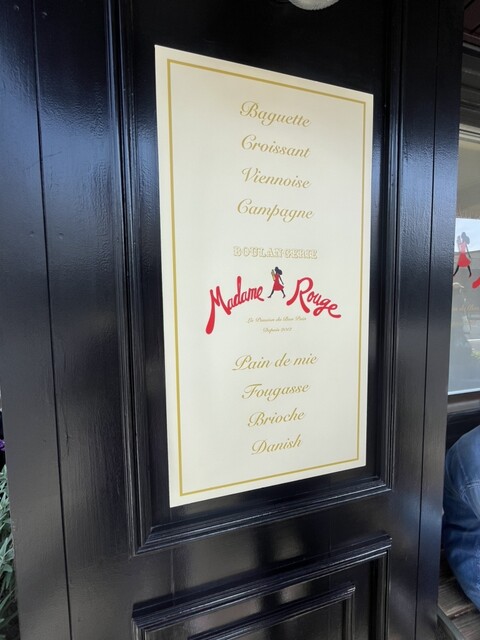 Baguette
Croissant
Viennoise
Campagne
BOULANGERIE
Madame Rouge
Pain de mie
Fougasse
Brioche
Danish